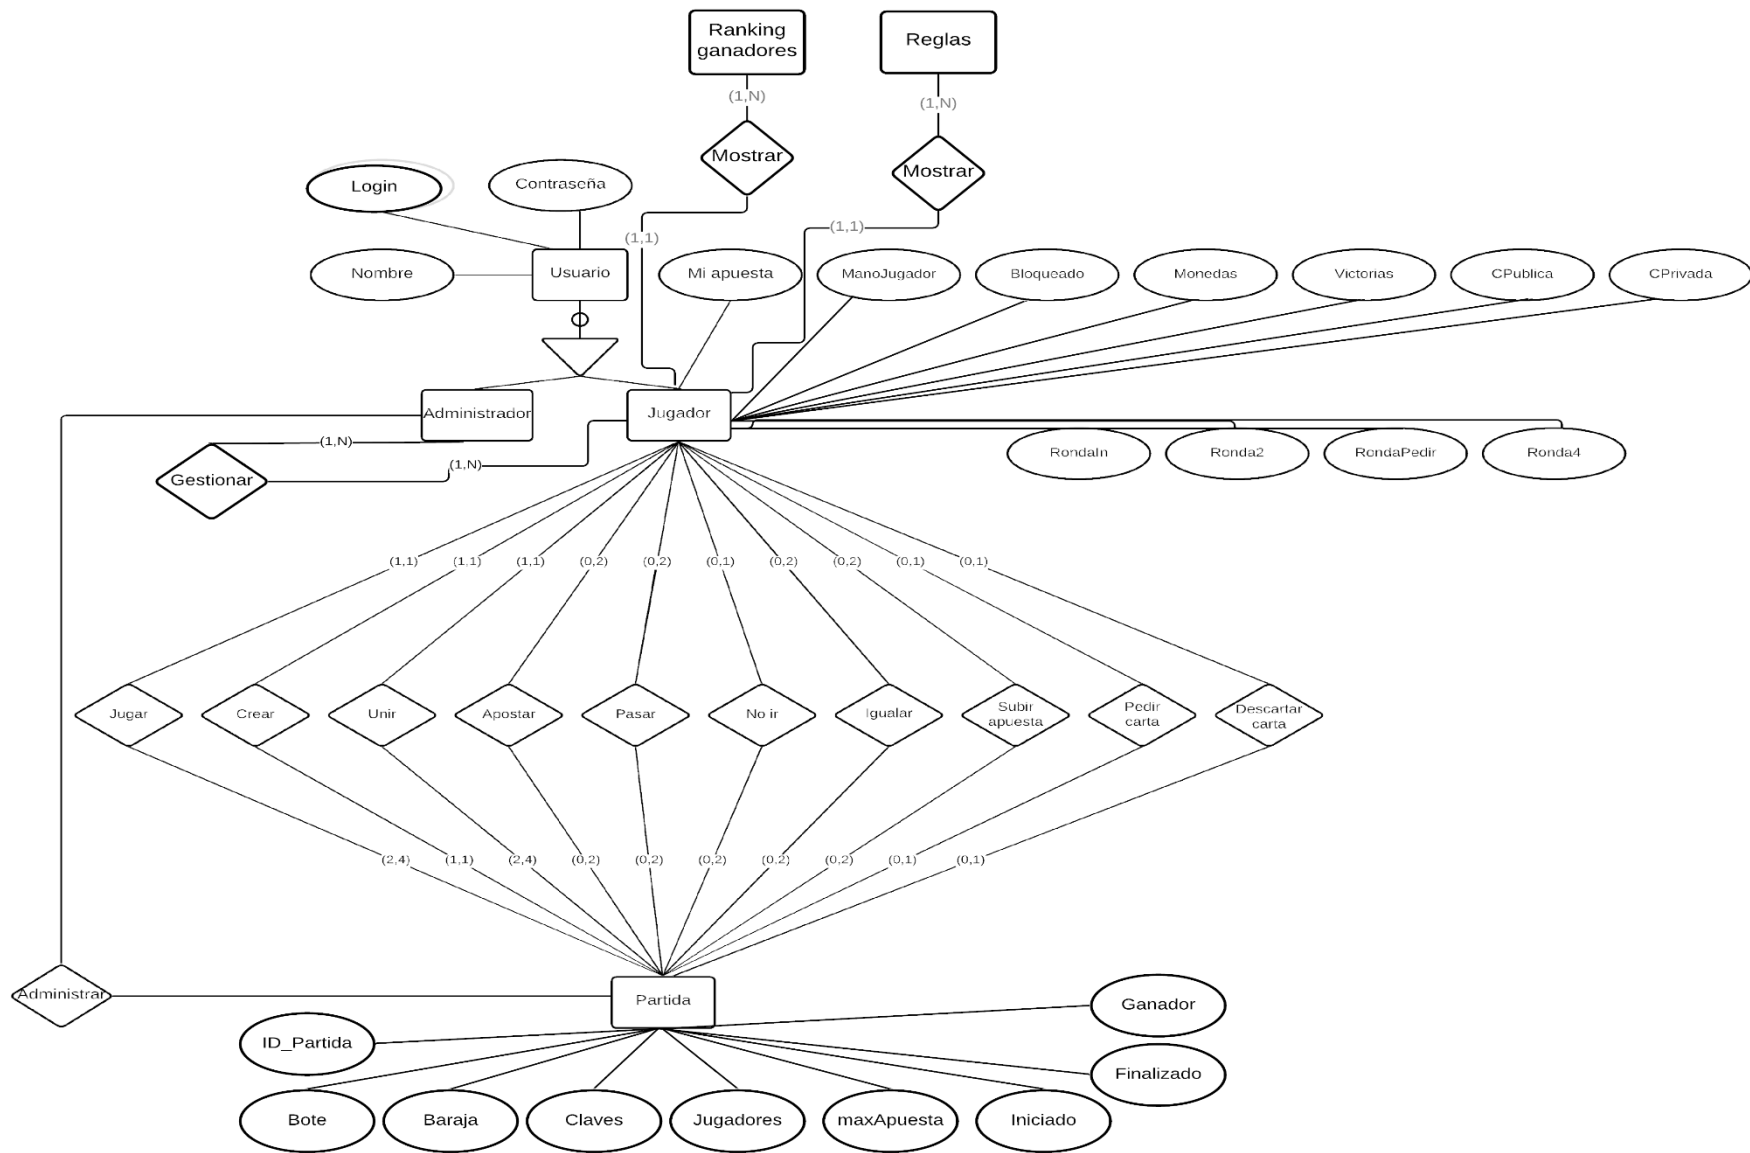 Ranking
ganadores
Reglas
(1,N)
(1,N)
Mostrar
Mostrar
Login
Contraseña
(1,1)
(1,1)
Nombre
Usuario
Mi apuesta
ManoJugador
Bloqueado
Monedas
Victorias
CPublica
CPrivada
Administrador
Jugador
(1,N)
(1,N)
Gestionar
RondaIn
Ronda2
RondaPedir
Ronda4
(1,1)
(1,1)
(1,1)
(0,2)
(0,2)
(0,1)
(0,2)
(0,2)
(0,1)
(0,1)
Jugar
Crear
Unir
Apostar
Pasar
No ir
Igualar
Subir
apuesta
Pedir
carta
Descartar
carta
(2,4)
(1,1)
(2,4)
(0,2)
(0,2)
(0,2)
(0,2)
(0,2)
(0,1)
(0,1)
Administrar
Partida
Ganador
ID_Partida
Finalizado
Bote
Baraja
Claves
Jugadores
maxApuesta
Iniciado